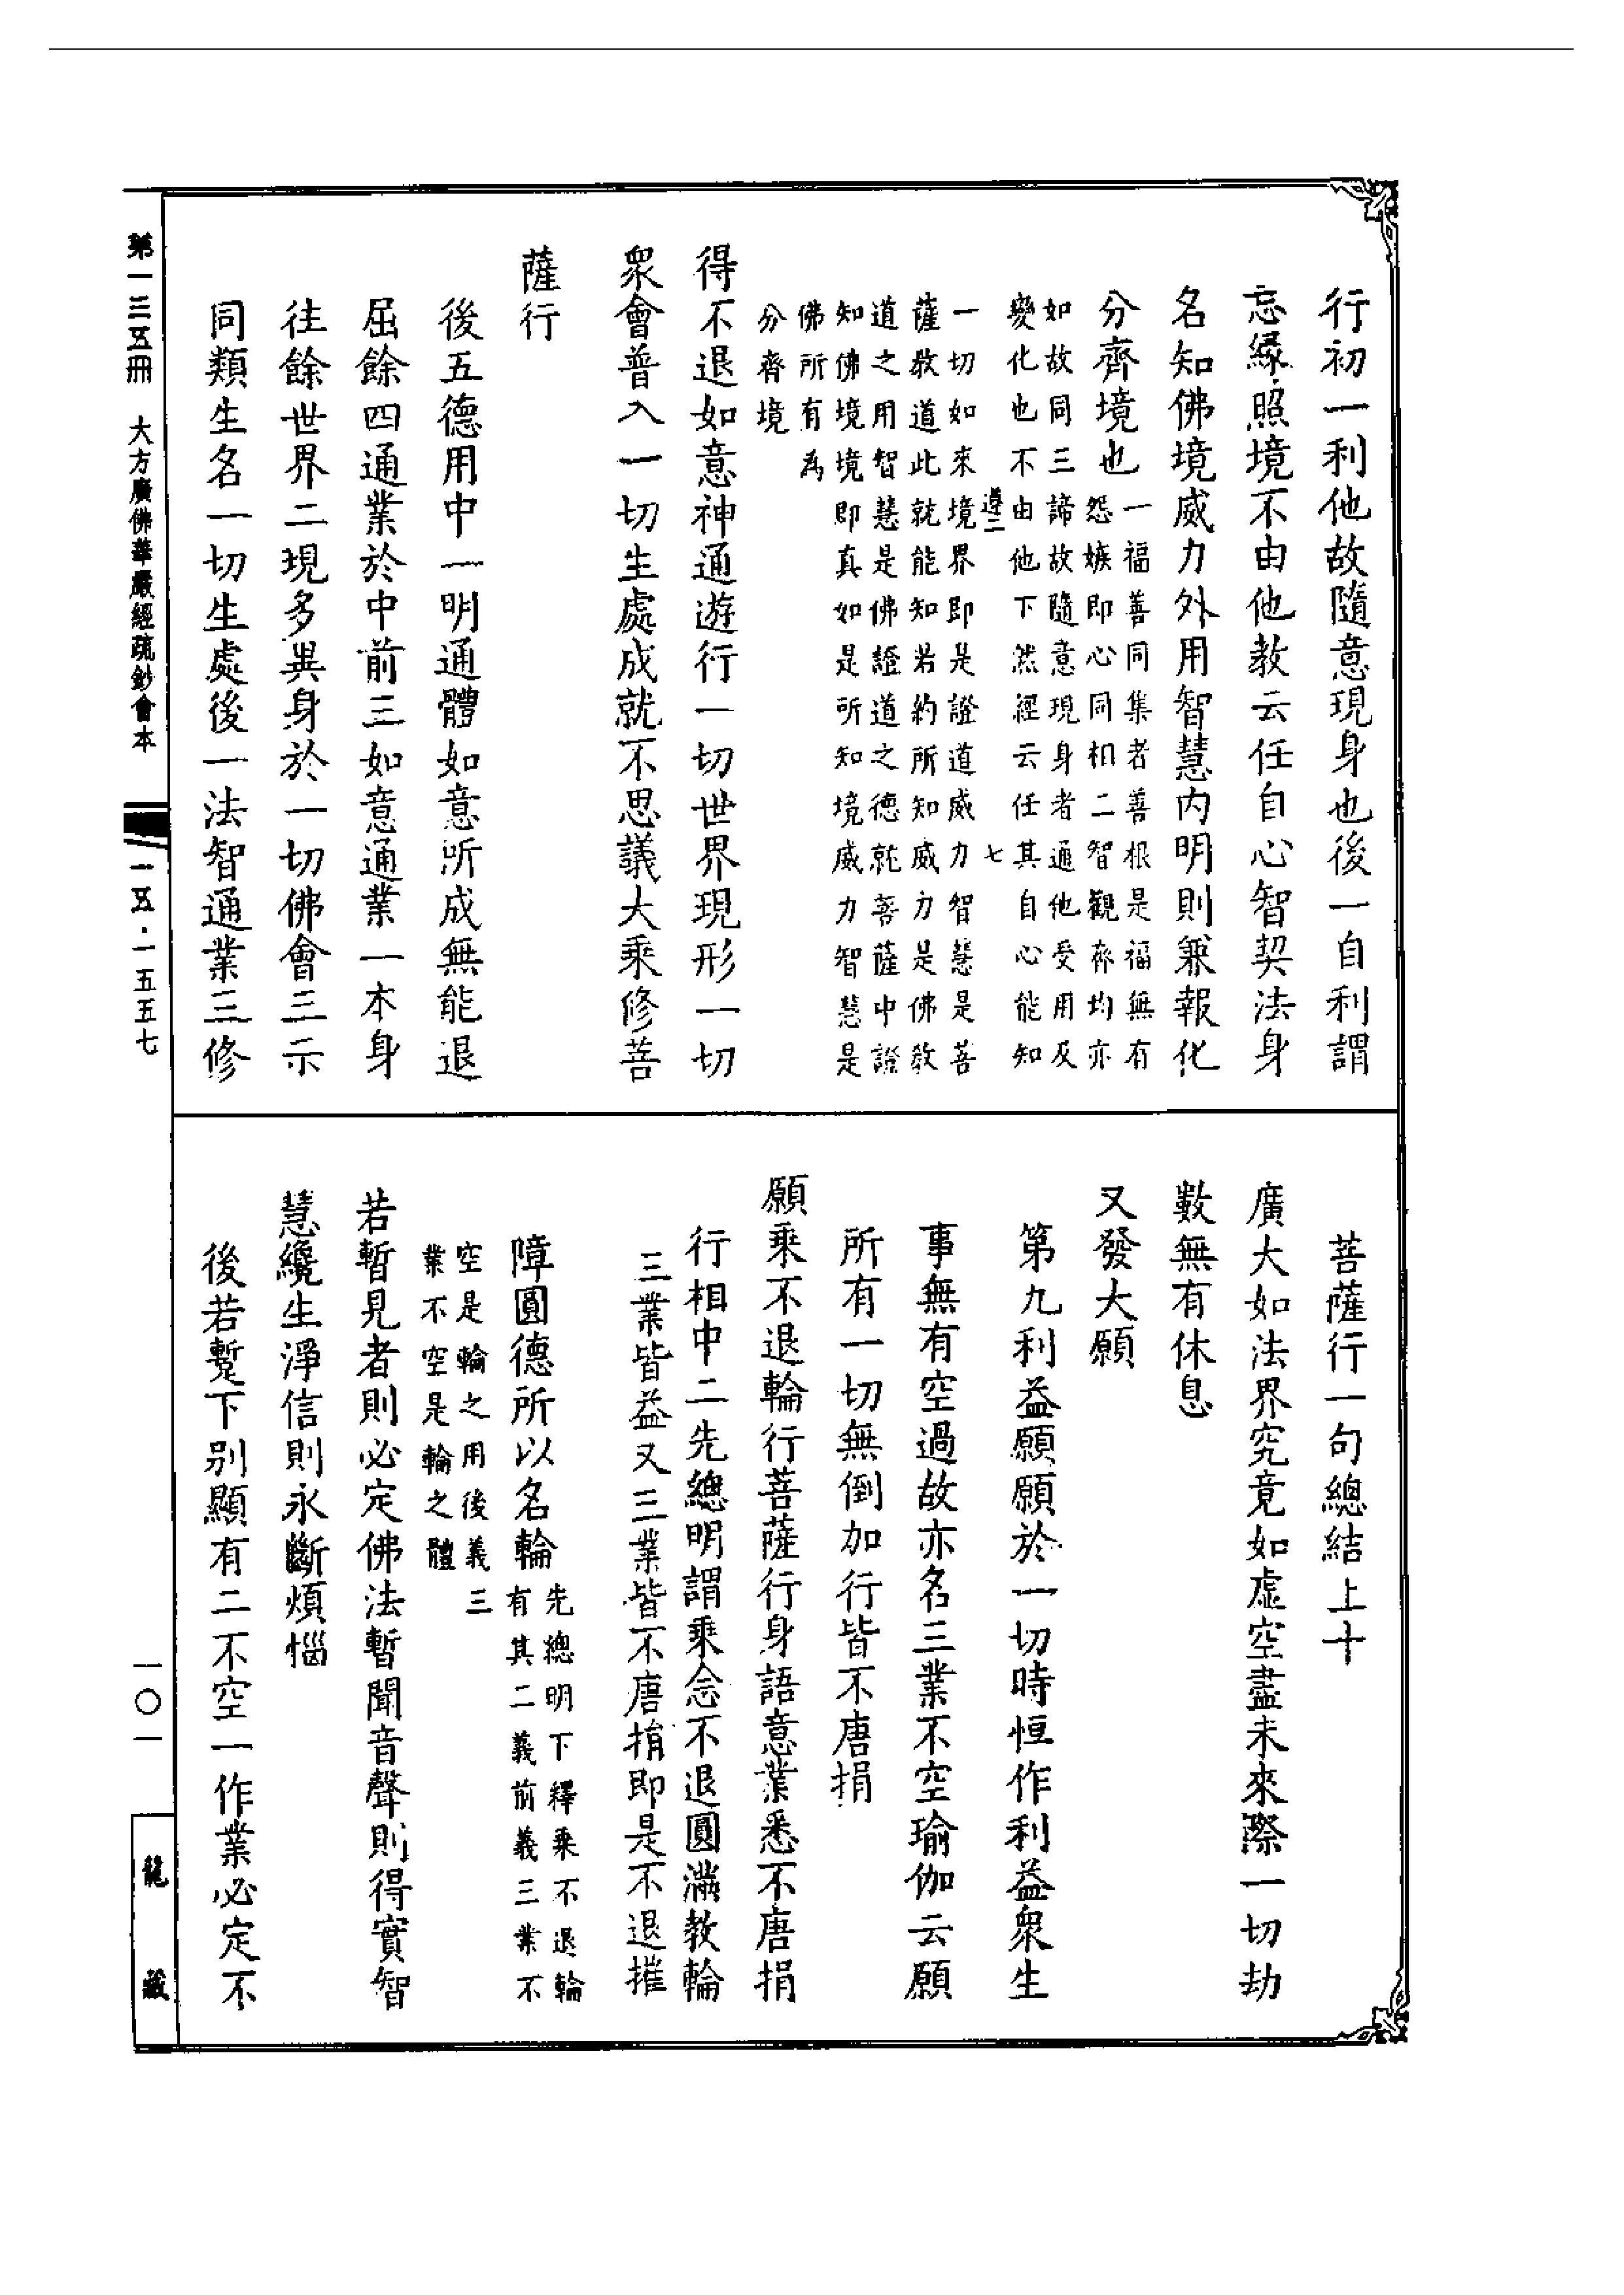 行初一利他故隨意現身也後一自利謂
忘緣照境不由他教云任自心智契法身
名知佛境威力外用智慧內明則兼報化
分齊境也
一福善同集者善根是福無有
怨嫉即心同相二智觀齊均亦
如故同三諦故隨意現身者通他受用及
變化也不由他下然經云任其自心能知
遵二
七
一切如來境界即是證道威力智慧是菩
薩教道此就能知若約所知威力是佛教
道之用智慧是佛證道之德就菩薩中證
知佛境境即真如是所知境威力智慧是
佛所有為
分齊境
得不退如意神通遊行一切世界現形一切
眾會普入一切生處成就不思議大乘修菩
薩行
後五德用中一明通體如意所成無能退
屈餘四通業於中前三如意通業一本身
往餘世界二現多異身於一切佛會三示
同類生名一切生處後一法智通業三修
菩薩行一句總結上十
廣大如法界究竟如虛空盡未來際一切劫
數無有休息
又發大願
第九利益願願於一切時恒作利益眾生
事無有空過故亦名三業不空瑜伽云願
所有一切無倒加行皆不唐捐
願乘不退輪行菩薩行身語意業悉不唐捐
行相中二先總明謂乘念不退圓滿教輪
三業皆益又三業皆不唐捐即是不退摧
障圓德所以名輪
先總明下釋乘不退輪
有其二義前義三業不
空是輪之用後義三
業不空是輪之體
若暫見者則必定佛法暫聞音聲則得實智
慧纔生淨信則永斷煩惱
後若蹔下別顯有二不空一作業必定不
第一三五冊 大方廣佛華嚴經疏鈔會本
一五·一五五七
一〇一
龍藏